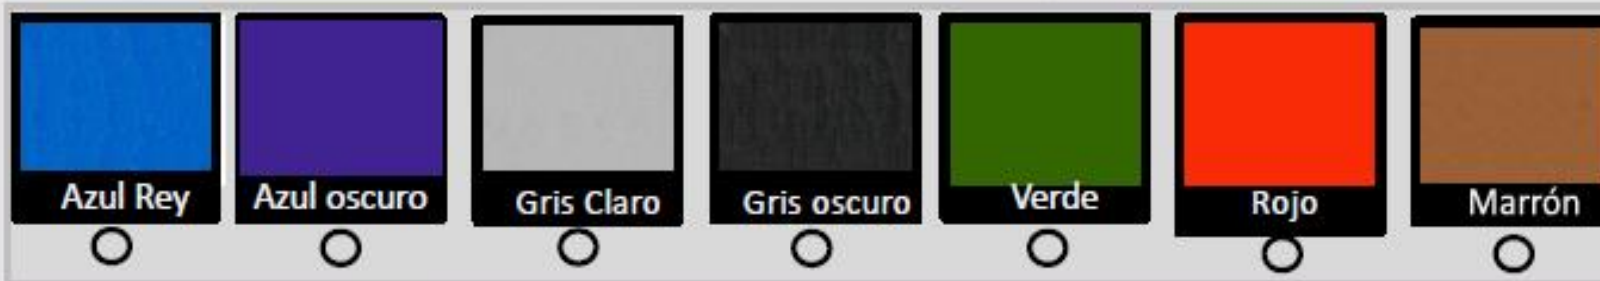 Azul Rey
Azul oscuro
Gris Claro
Gris oscuro
Verde
Rojo
Marrón